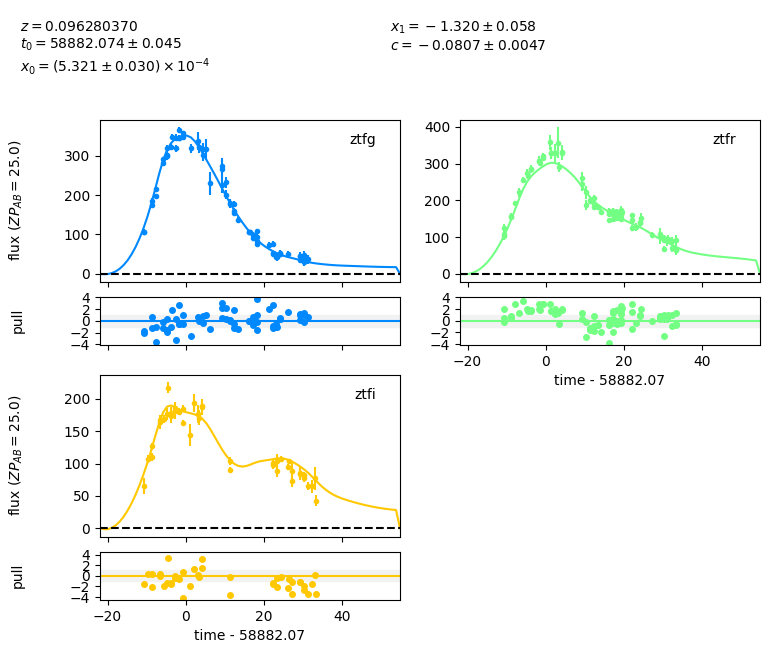 z = 0.096280370
t₀ = 58882.074 ± 0.045
x₀ = (5.321 ± 0.030) × 10⁻⁴
x₁ = −1.320 ± 0.058
c = −0.0807 ± 0.0047
flux (ZP_AB = 25.0)
300
200
100
0
ztfg
400
300
200
100
0
ztfr
pull
4
2
0
−2
−4
4
2
0
−2
−4
−20
0
20
40
time - 58882.07
flux (ZP_AB = 25.0)
200
150
100
50
0
ztfi
pull
4
2
0
−2
−4
−20
0
20
40
time - 58882.07